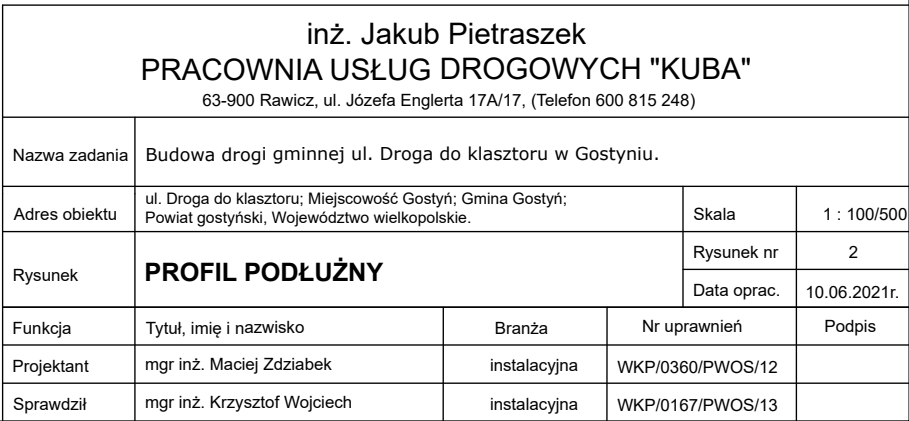 inż. Jakub Pietraszek
PRACOWNIA USŁUG DROGOWYCH "KUBA"
63-900 Rawicz, ul. Józefa Englerta 17A/17, (Telefon 600 815 248)
Nazwa zadania Budowa drogi gminnej ul. Droga do klasztoru w Gostyniu.
Adres obiektu ul. Droga do klasztoru; Miejscowość Gostyń; Gmina Gostyń;
Powiat gostyński, Województwo wielkopolskie.
Skala 1 : 100/500
Rysunek PROFIL PODŁUŻNY
Rysunek nr 2
Data oprac. 10.06.2021r.
Funkcja Tytuł, imię i nazwisko Branża Nr uprawnień Podpis
Projektant mgr inż. Maciej Zdziabek instalacyjna WKP/0360/PWOS/12
Sprawdził mgr inż. Krzysztof Wojciech instalacyjna WKP/0167/PWOS/13